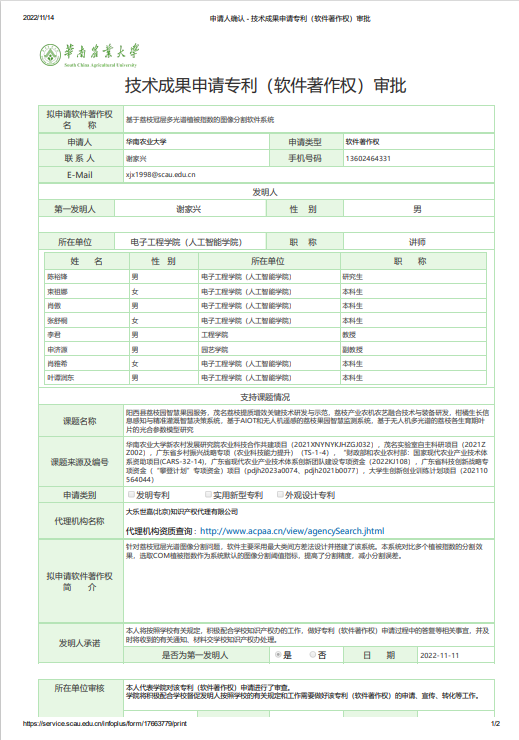 2022/11/14 申请人确认 - 技术成果申请专利（软件著作权）审批
华南农业大学
South China Agricultural University
技术成果申请专利（软件著作权）审批
拟申请软件著作权名 称 基于荔枝冠层多光谱植被指数的图像分割软件系统
申请人 华南农业大学 申请类型 软件著作权
联 系 人 谢家兴 手机号码 13602464331
E-Mail xjx1998@scau.edu.cn
发明人
第一发明人 谢家兴 性 别 男
所在单位 电子工程学院（人工智能学院） 职 称 讲师
姓 名 性 别 所在单位 职 称
陈裕锋 男 电子工程学院（人工智能学院） 研究生
束祖娜 女 电子工程学院（人工智能学院） 本科生
肖傲 男 电子工程学院（人工智能学院） 本科生
张舒桐 女 电子工程学院（人工智能学院） 本科生
李君 男 工程学院 教授
申济源 男 园艺学院 副教授
肖雅希 女 电子工程学院（人工智能学院） 本科生
叶谭润东 男 电子工程学院（人工智能学院） 本科生
支持课题情况
课题名称
阳西县荔枝园智慧果园服务，茂名荔枝提质增效关键技术研发与示范，荔枝产业农机农艺融合技术与装备研发，柑橘生长信
息感知与精准灌溉智慧决策系统，基于AIOT和无人机遥感的荔枝果园智慧监测系统，基于无人机多光谱的荔枝各生育期叶
片的光合参数模型研究
课题来源及编号
华南农业大学新农村发展研究院农业科技合作共建项目（2021XNYNYKJHZGJ032），茂名实验室自主科研项目（2021Z
Z002），广东省乡村振兴战略专项（农业科技能力提升）（TS-1-4），　“财政部和农业农村部：国家现代农业产业技术体
系资助项目(CARS-32-14)，广东省现代农业产业技术体系创新团队建设专项资金（2022KJ108），广东省科技创新战略专
项资金（ “攀登计划”专项资金）项目（pdjh2023a0074、pdjh2021b0077），大学生创新创业训练计划项目（202110
564044）
申请类别 发明专利 实用新型专利 外观设计专利
代理机构名称
大乐世嘉(北京)知识产权代理有限公司
代理机构资质查询：http://www.acpaa.cn/view/agencySearch.jhtml
拟申请软件著作权
简 介
针对荔枝冠层光谱图像分割问题，软件主要采用最大类间方差法设计并搭建了该系统。本系统对比多个植被指数的分割效
果，选取COM植被指数作为系统默认的图像分割阈值指标，提高了分割精度，减小分割误差。
发明人承诺
本人将按照学校有关规定，积极配合学校知识产权办的工作，做好专利（软件著作权）申请过程中的答复等相关事宜，并及
时将收到的有关通知、材料交学校知识产权办处理。
是否为第一发明人 是 否 日 期 2022-11-11
所在单位审核
本人代表学院对该专利（软件著作权）申请进行了审查。
学院将积极配合学校督促发明人按学校的有关规定和工作需要做好该专利（软件著作权）的申请、宣传、转化等工作。
https://service.scau.edu.cn/infoplus/form/17663779/print 1/2